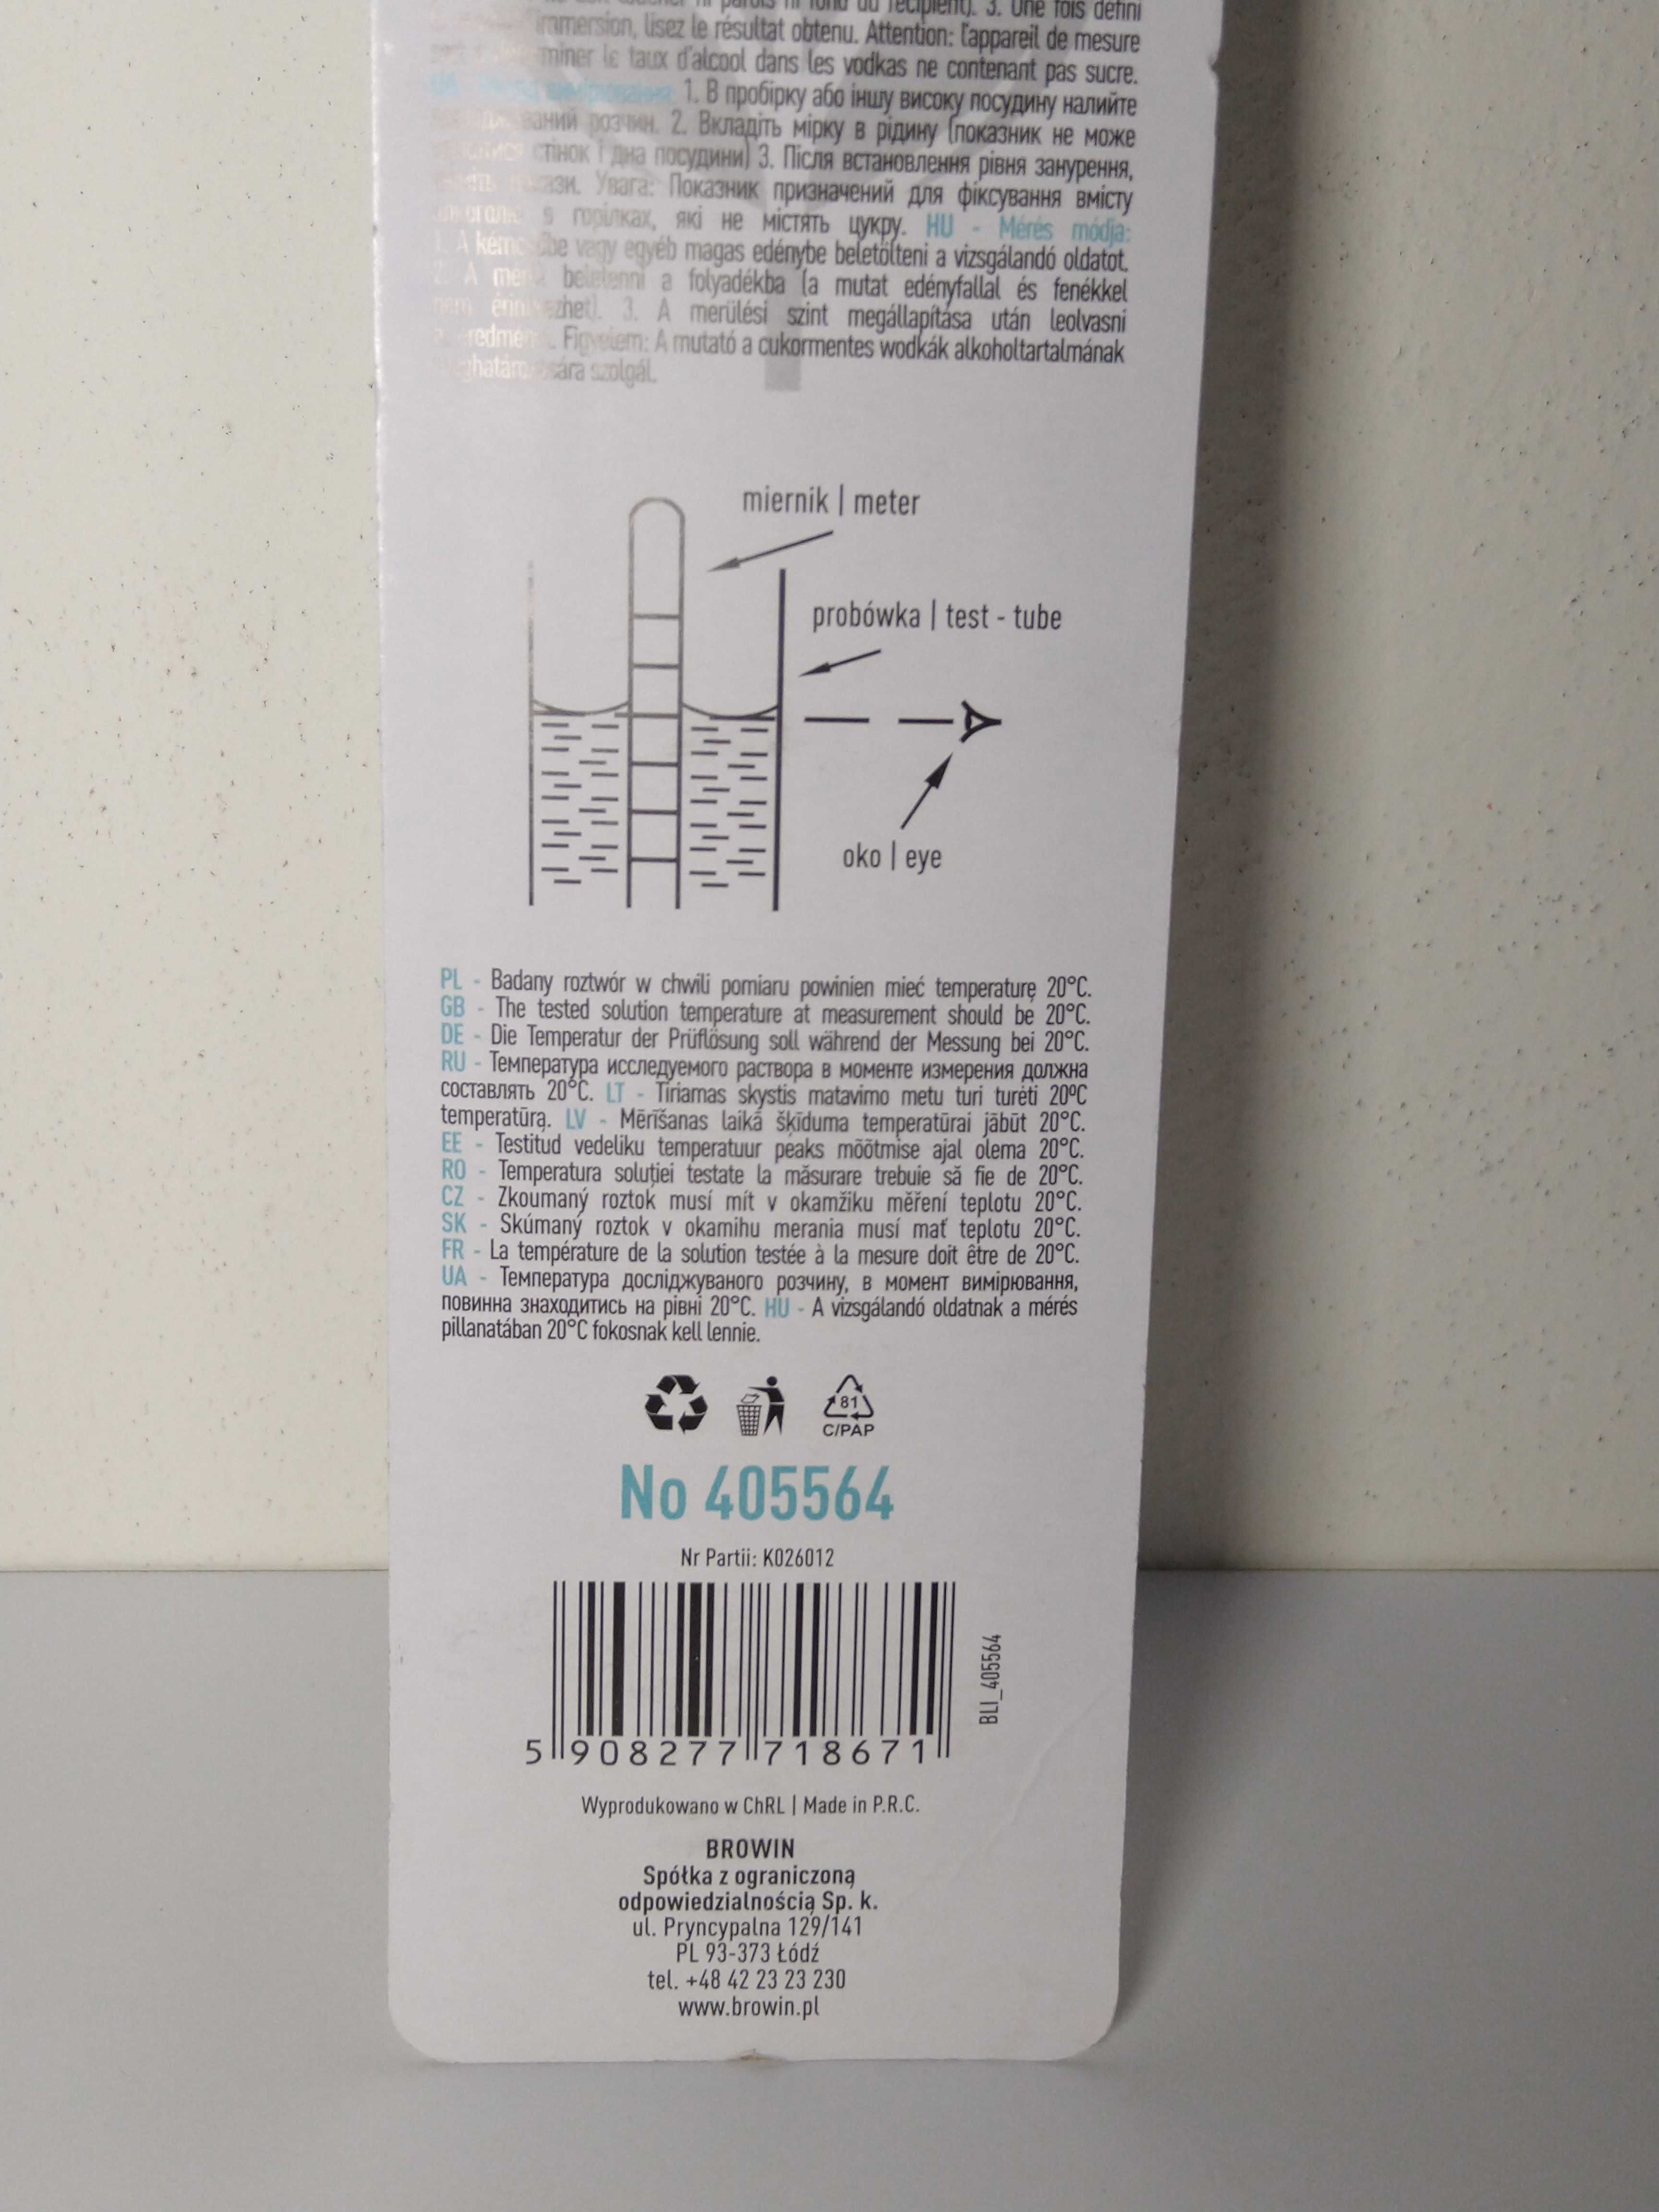 récipient). 3. Une fois défini
immersion, lisez le résultat obtenu. Attention: l'appareil de mesure
le taux d'alcool dans les vodkas ne contenant pas sucre.
UA 1. В пробірку або іншу високу посудину налийте
розчин. 2. Вкладіть мірку в рідину (показник не може
стінок і дна посудини) 3. Після встановлення рівня занурення,
Увага: Показник призначений для фіксування вмісту
в горілках, які не містять цукру. HU - Mérés módja:
1. A vagy egyéb magas edénybe beletölteni a vizsgálandó oldatot.
2. A beletenni a folyadékba (a mutat edényfallal és fenékkel
3. A merülési szint megállapítása után leolvasni
Figyelem: A mutató a cukormentes wodkák alkoholtartalmának
szolgál.
miernik | meter
probówka | test - tube
oko | eye
PL - Badany roztwór w chwili pomiaru powinien mieć temperaturę 20°C.
GB - The tested solution temperature at measurement should be 20°C.
DE - Die Temperatur der Prüflösung soll während der Messung bei 20°C.
RU - Температура исследуемого раствора в моменте измерения должна
составлять 20°C. LT - Tiriamas skystis matavimo metu turi turėti 20ºC
temperatūrą. LV - Mērīšanas laikā šķīduma temperatūrai jābūt 20°C.
EE - Testitud vedeliku temperatuur peaks mõõtmise ajal olema 20°C.
RO - Temperatura soluției testate la măsurare trebuie să fie de 20°C.
CZ - Zkoumaný roztok musí mít v okamžiku měření teplotu 20°C.
SK - Skúmaný roztok v okamihu merania musí mať teplotu 20°C.
FR - La température de la solution testée à la mesure doit être de 20°C.
UA - Температура досліджуваного розчину, в момент вимірювання,
повинна знаходитись на рівні 20°C. HU - A vizsgálandó oldatnak a mérés
pillanatában 20°C fokosnak kell lennie.
81
C/PAP
No 405564
Nr Partii: K026012
BLI_405564
5 908277 718671
Wyprodukowano w ChRL | Made in P.R.C.
BROWIN
Spółka z ograniczoną
odpowiedzialnością Sp. k.
ul. Pryncypalna 129/141
PL 93-373 Łódź
tel. +48 42 23 23 230
www.browin.pl